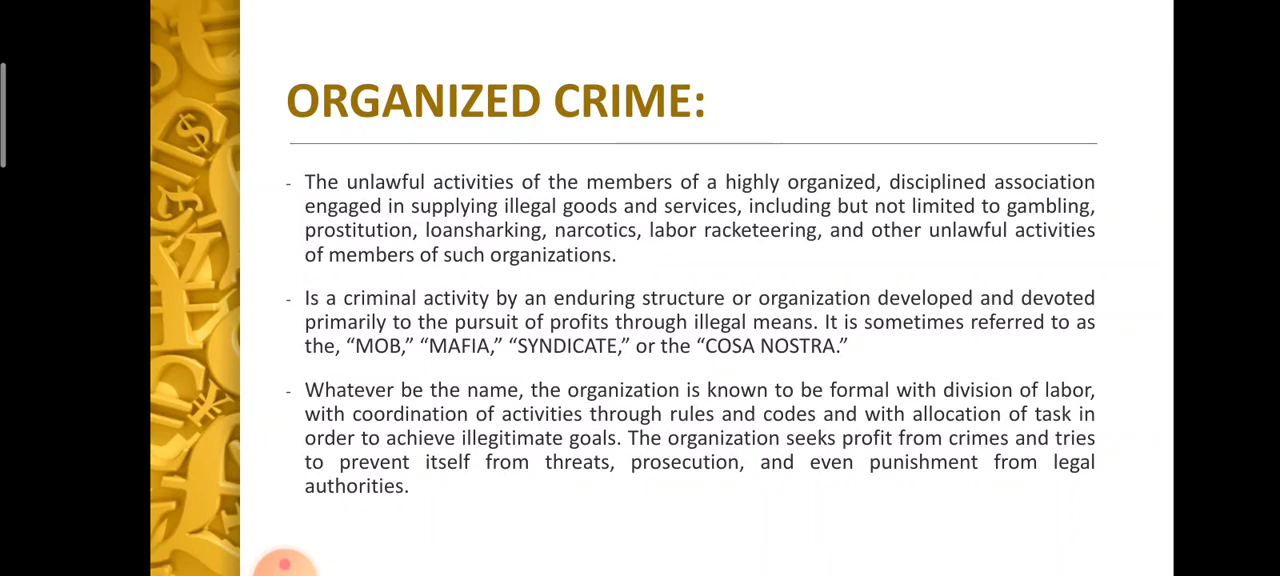 ORGANIZED CRIME:
- The unlawful activities of the members of a highly organized, disciplined association
engaged in supplying illegal goods and services, including but not limited to gambling,
prostitution, loansharking, narcotics, labor racketeering, and other unlawful activities
of members of such organizations.
- Is a criminal activity by an enduring structure or organization developed and devoted
primarily to the pursuit of profits through illegal means. It is sometimes referred to as
the, “MOB,” “MAFIA,” “SYNDICATE,” or the “COSA NOSTRA.”
- Whatever be the name, the organization is known to be formal with division of labor,
with coordination of activities through rules and codes and with allocation of task in
order to achieve illegitimate goals. The organization seeks profit from crimes and tries
to prevent itself from threats, prosecution, and even punishment from legal
authorities.